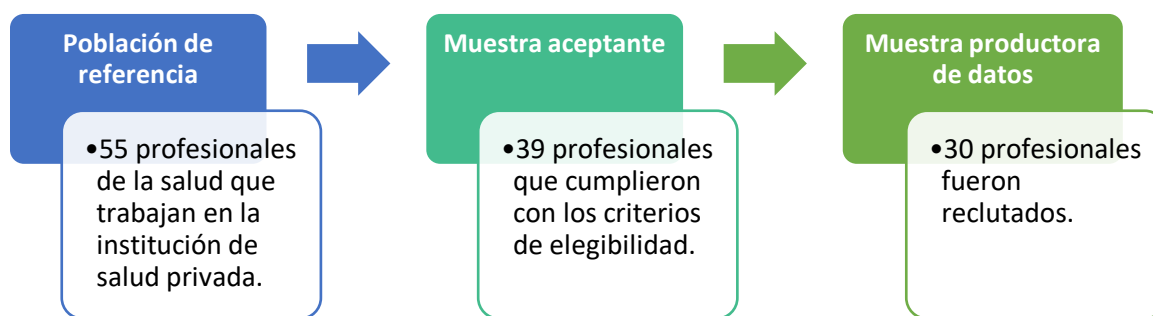 Población de
referencia
•55 profesionales
de la salud que
trabajan en la
institución de
salud privada.
Muestra aceptante
•39 profesionales
que cumplieron
con los criterios
de elegibilidad.
Muestra productora
de datos
•30 profesionales
fueron
reclutados.